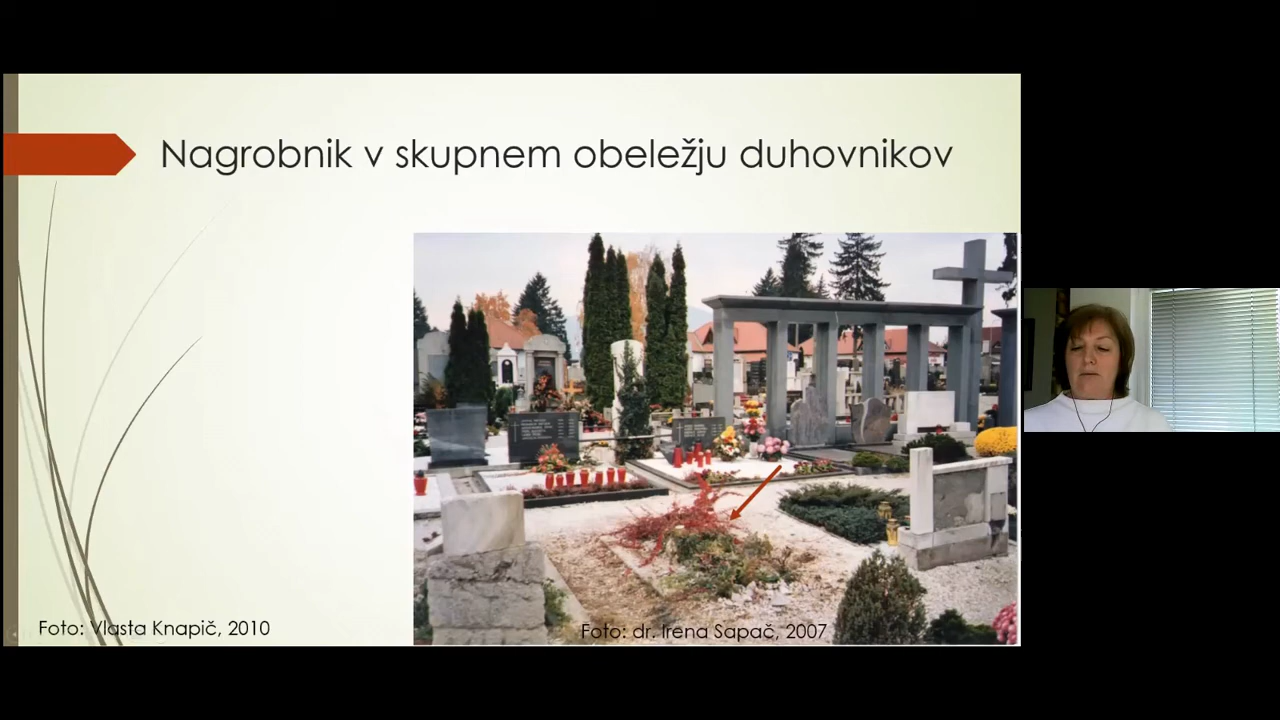 Nagrobnik v skupnem obeležju duhovnikov
Foto: Vlasta Knapič, 2010
Foto: dr. Irena Sapač, 2007